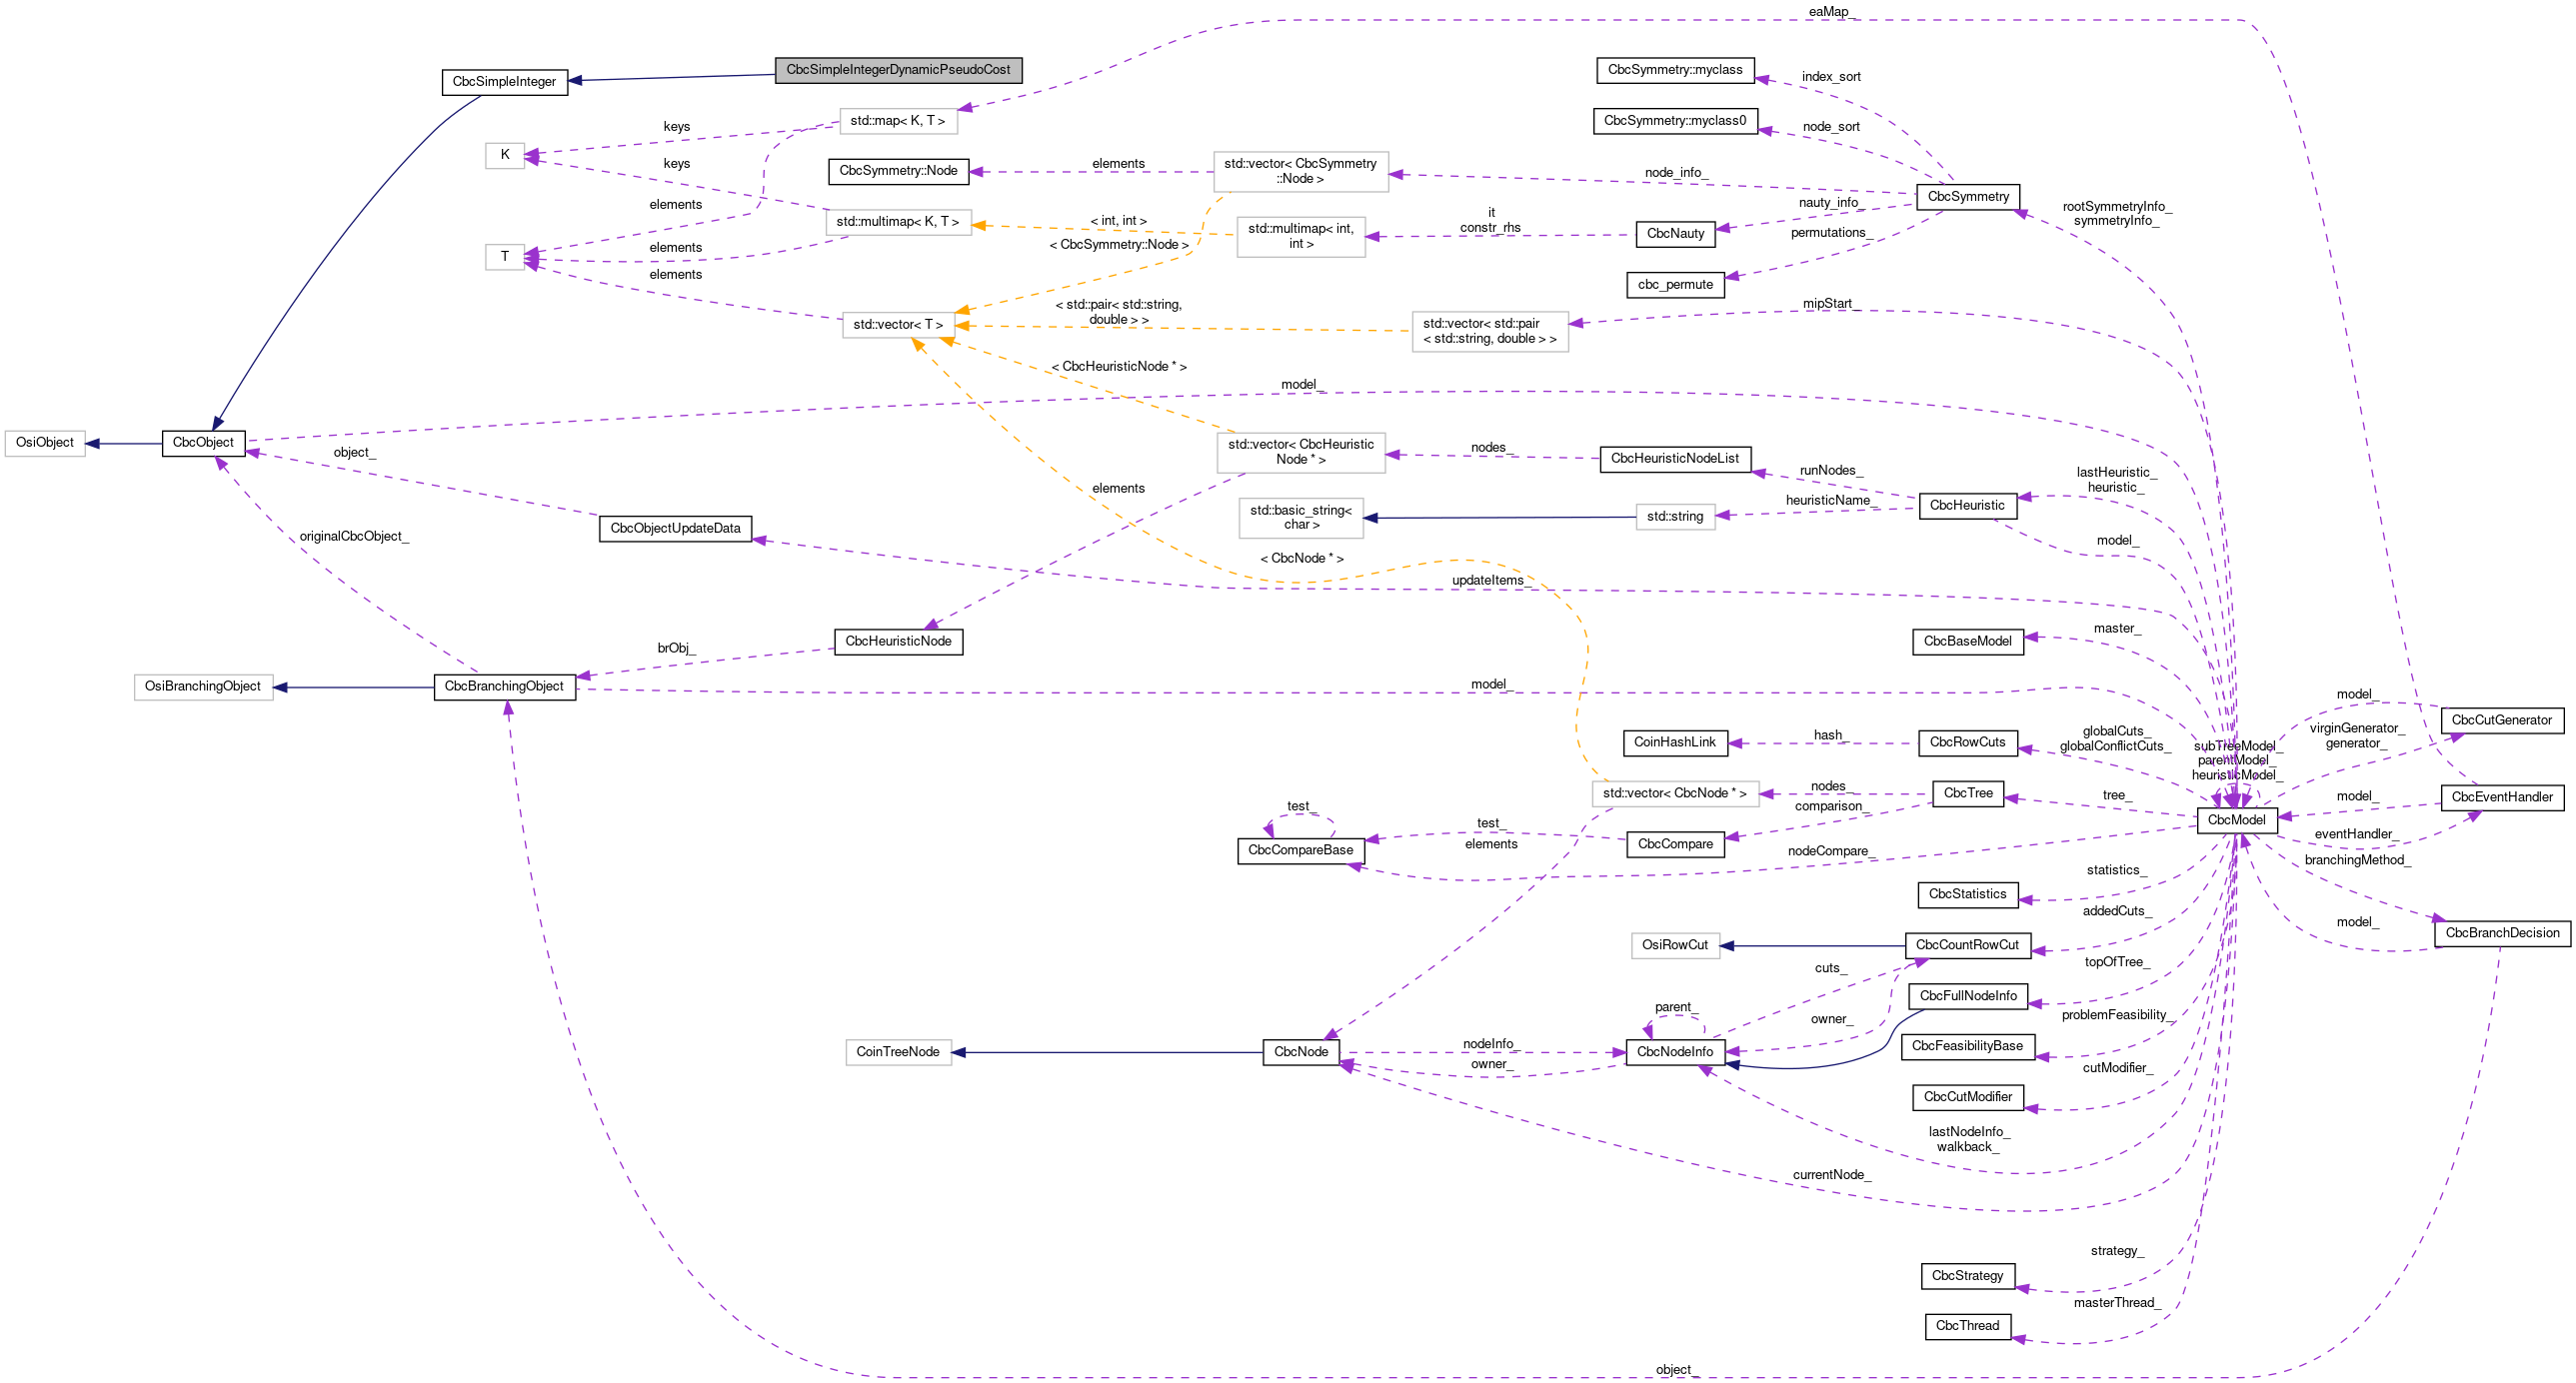 eaMap_
CbcSimpleIntegerDynamicPseudoCost
CbcSimpleInteger
CbcSymmetry::myclass
index_sort
std::map< K, T >
keys
CbcSymmetry::myclass0
node_sort
K
keys
CbcSymmetry::Node
elements
std::vector< CbcSymmetry
::Node >
node_info_
CbcSymmetry
elements
std::multimap< K, T >
< int, int >
it
constr_rhs
std::multimap< int,
int >
CbcNauty
nauty_info_
rootSymmetryInfo_
symmetryInfo_
T
elements
< CbcSymmetry::Node >
permutations_
elements
cbc_permute
std::vector< T >
< std::pair< std::string,
double > >
std::vector< std::pair
< std::string, double > >
mipStart_
< CbcHeuristicNode * >
model_
OsiObject
CbcObject
object_
std::vector< CbcHeuristic
Node * >
nodes_
CbcHeuristicNodeList
runNodes_
lastHeuristic_
heuristic_
elements
std::basic_string<
char >
std::string
heuristicName_
CbcHeuristic
originalCbcObject_
CbcObjectUpdateData
< CbcNode * >
model_
updateItems_
brObj_
CbcHeuristicNode
CbcBaseModel
master_
OsiBranchingObject
CbcBranchingObject
model_
model_
CbcCutGenerator
CoinHashLink
hash_
CbcRowCuts
globalCuts_
globalConflictCuts_
virginGenerator_
generator_
subTreeModel_
parentModel_
heuristicModel_
std::vector< CbcNode * >
nodes_
CbcTree
tree_
model_
CbcEventHandler
test_
comparison_
CbcModel
test_
elements
CbcCompareBase
CbcCompare
nodeCompare_
eventHandler_
branchingMethod_
CbcStatistics
statistics_
addedCuts_
model_
CbcBranchDecision
OsiRowCut
CbcCountRowCut
cuts_
topOfTree_
CbcFullNodeInfo
parent_
owner_
problemFeasibility_
CoinTreeNode
CbcNode
nodeInfo_
owner_
CbcNodeInfo
CbcFeasibilityBase
cutModifier_
CbcCutModifier
lastNodeInfo_
walkback_
currentNode_
strategy_
CbcStrategy
masterThread_
CbcThread
object_